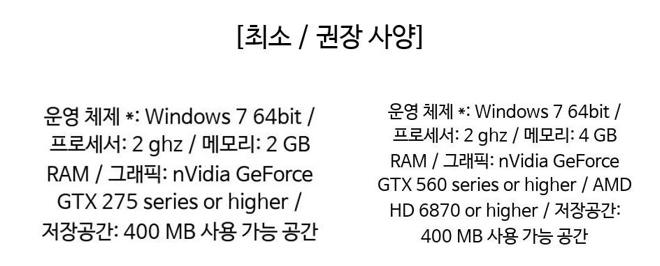 [최소 / 권장 사양]
운영 체제 *: Windows 7 64bit /
프로세서: 2 ghz / 메모리: 2 GB
RAM / 그래픽: nVidia GeForce
GTX 275 series or higher /
저장공간: 400 MB 사용 가능 공간
운영 체제 *: Windows 7 64bit /
프로세서: 2 ghz / 메모리: 4 GB
RAM / 그래픽: nVidia GeForce
GTX 560 series or higher / AMD
HD 6870 or higher / 저장공간:
400 MB 사용 가능 공간